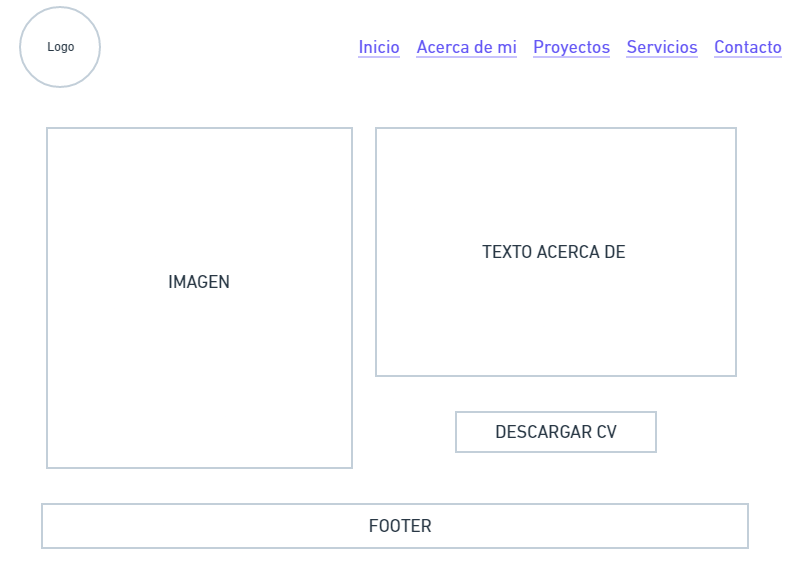 Logo
Inicio Acerca de mi Proyectos Servicios Contacto
IMAGEN
TEXTO ACERCA DE
DESCARGAR CV
FOOTER